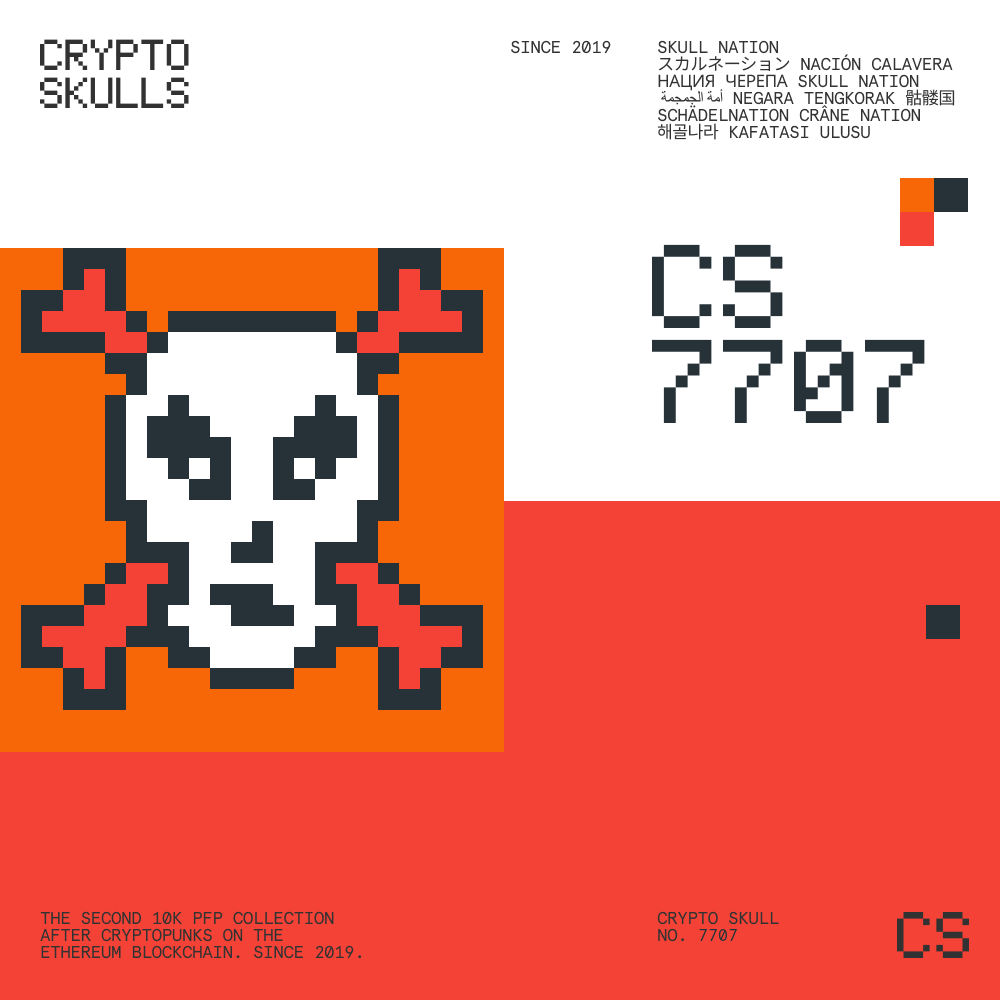 CRYPTO
SKULLS
SINCE 2019
SKULL NATION
スカルネーション NACIÓN CALAVERA
НАЦИЯ ЧЕРЕПА SKULL NATION
أمة الجمجمة NEGARA TENGKORAK 骷髅国
SCHÄDELNATION CRÂNE NATION
해골나라 KAFATASI ULUSU
CS
7707
THE SECOND 10K PFP COLLECTION
AFTER CRYPTOPUNKS ON THE
ETHEREUM BLOCKCHAIN. SINCE 2019.
CRYPTO SKULL
NO. 7707
CS